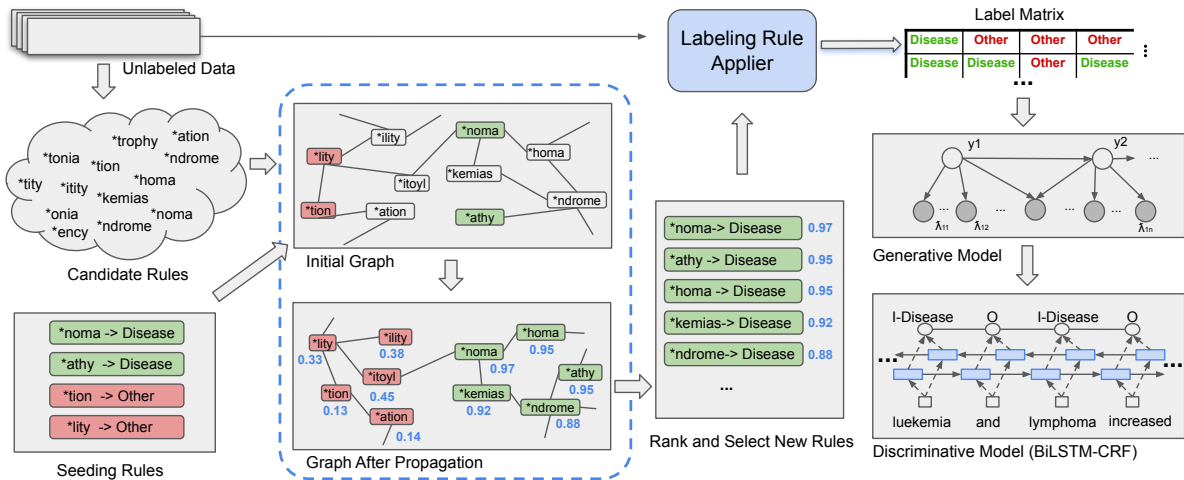 Unlabeled Data
*trophy
*ation
*tonia
*tion
*ndrome
*tity
*itity
*homa
*kemias
*onia
*noma
*ency
*ndrome
Candidate Rules
*noma -> Disease
*athy -> Disease
*tion -> Other
*lity -> Other
Seeding Rules
*ility
*noma
*lity
*homa
*itoyl
*kemias
*tion
*ation
*athy
*ndrome
Initial Graph
*lity
0.33
*ility
0.38
*homa
0.95
*noma
0.97
*itoyl
0.45
*athy
0.95
*tion
0.13
*kemias
0.92
*ndrome
0.88
*ation
0.14
Graph After Propagation
Labeling Rule
Applier
*noma-> Disease 0.97
*athy -> Disease 0.95
*homa -> Disease 0.95
*kemias-> Disease 0.92
*ndrome-> Disease 0.88
...
Rank and Select New Rules
Label Matrix
Disease Other Other Other
Disease Disease Other Disease
...
y1 y2 ...
... ... ... ...
λ11 λ12 λ1n
Generative Model
I-Disease O I-Disease O
... ...
luekemia and lymphoma increased
Discriminative Model (BiLSTM-CRF)